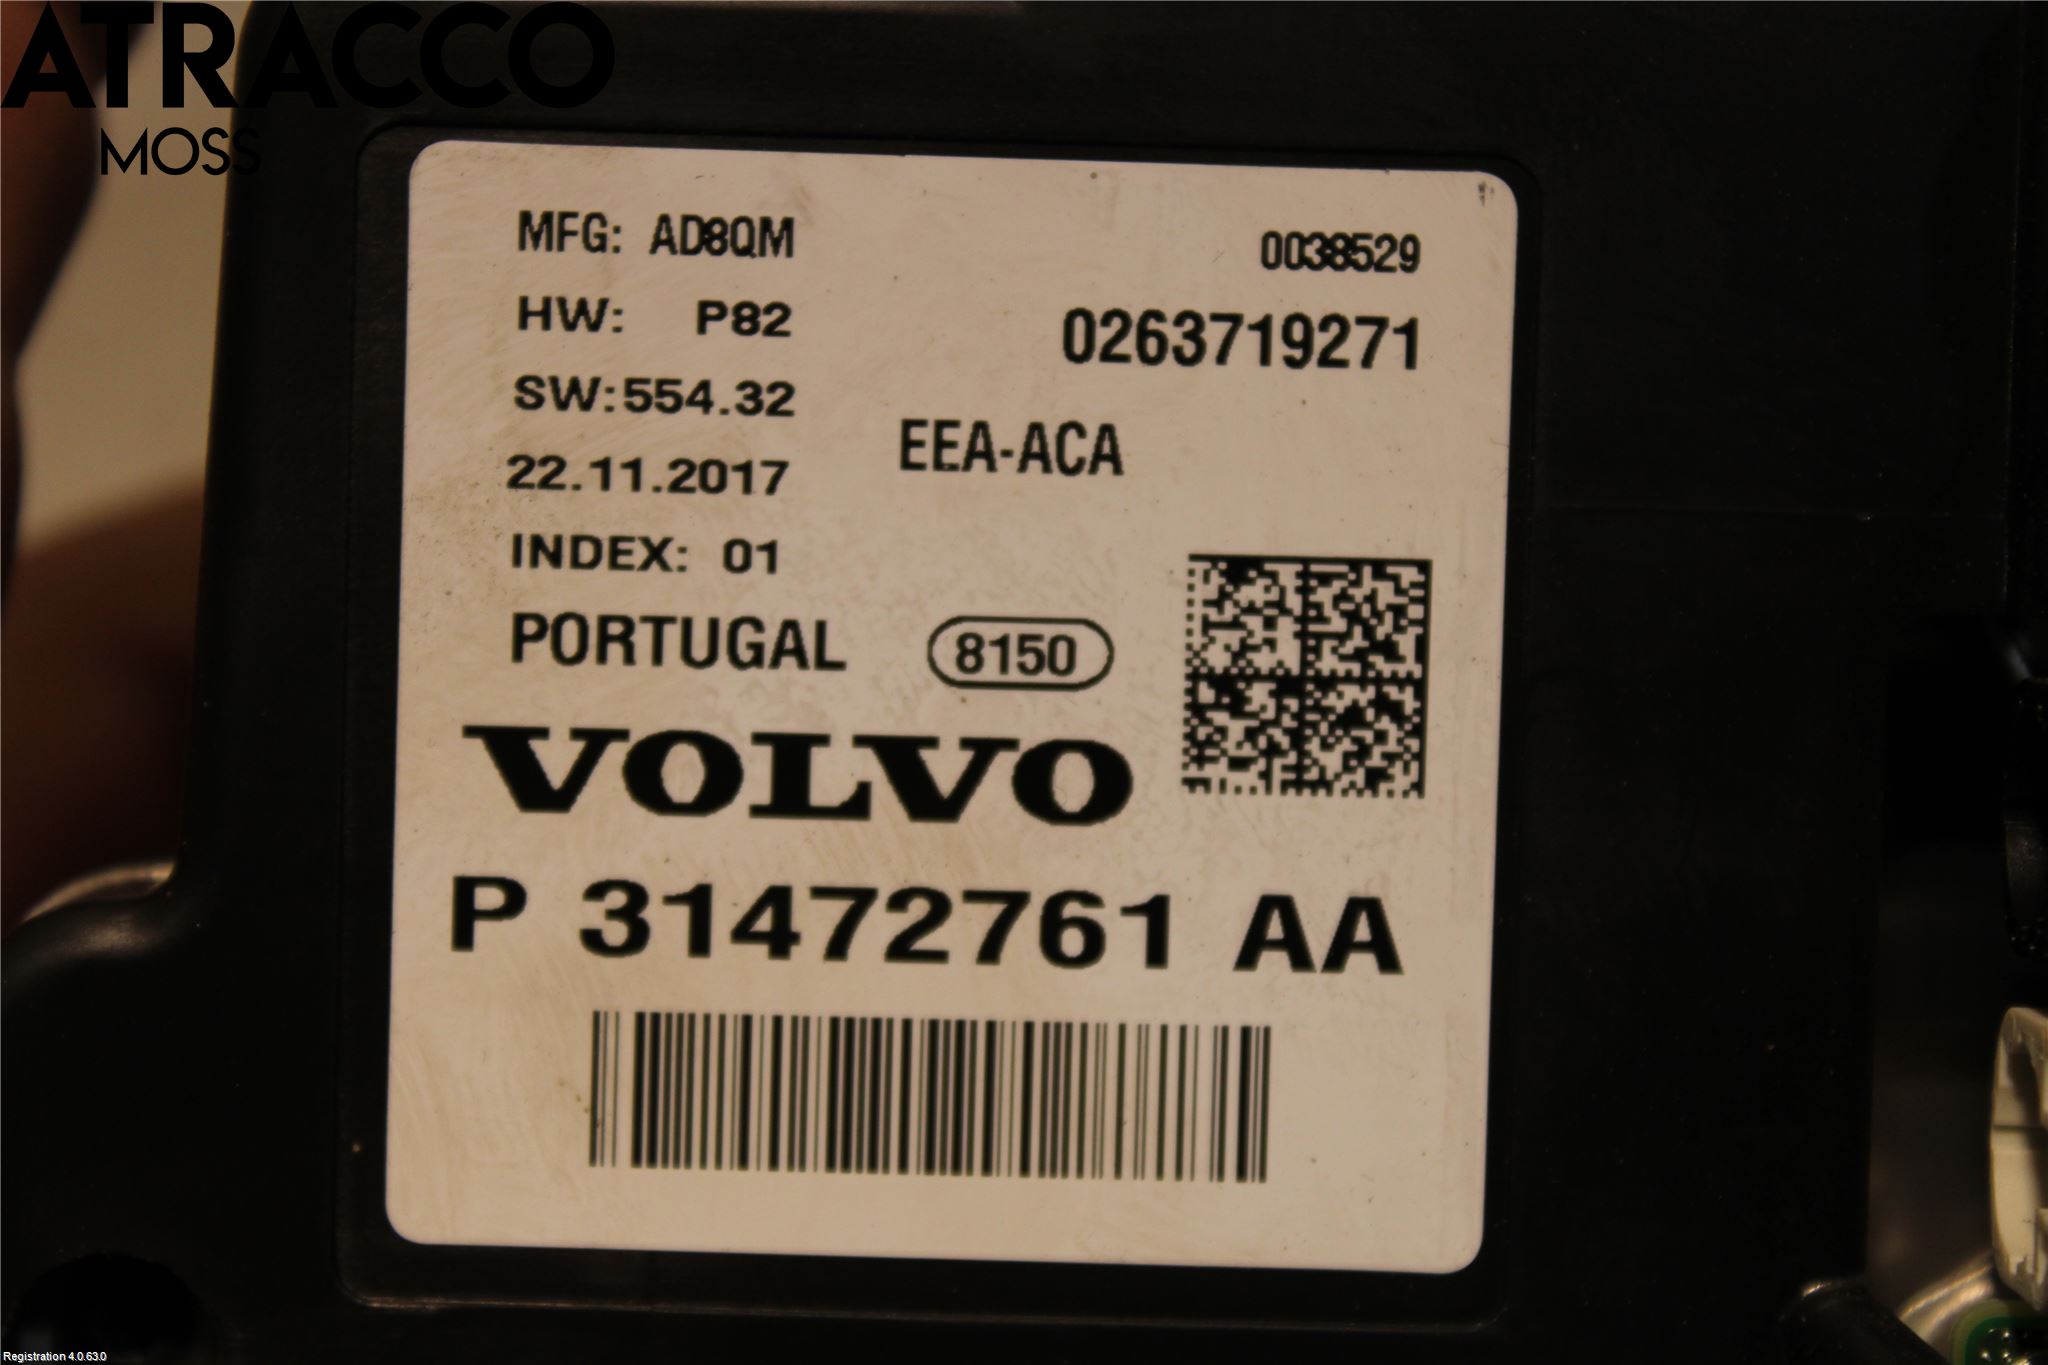 ATRACCO
MOSS
MFG: AD8QM 0038529
HW: P82 0263719271
SW:554.32
EEA-ACA
22.11.2017
INDEX: 01
PORTUGAL 8150
VOLVO
P 31472761 AA
Registration 4.0.63.0